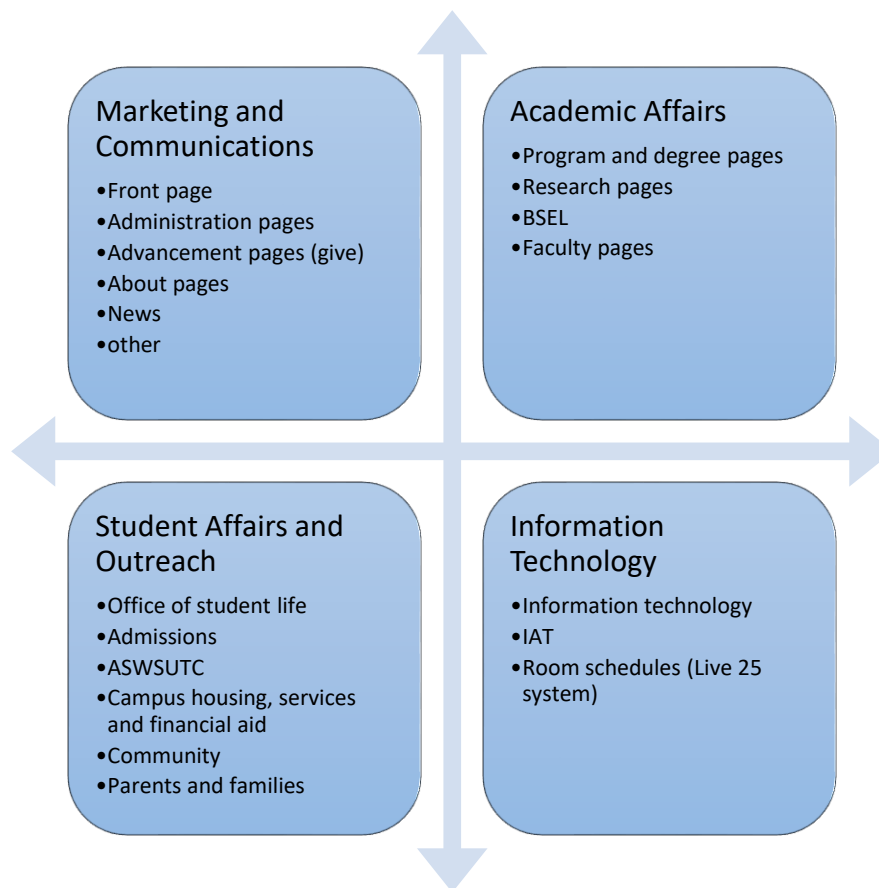 Marketing and
Communications
•Front page
•Administration pages
•Advancement pages (give)
•About pages
•News
•other
Academic Affairs
•Program and degree pages
•Research pages
•BSEL
•Faculty pages
Student Affairs and
Outreach
•Office of student life
•Admissions
•ASWSUTC
•Campus housing, services
and financial aid
•Community
•Parents and families
Information
Technology
•Information technology
•IAT
•Room schedules (Live 25
system)